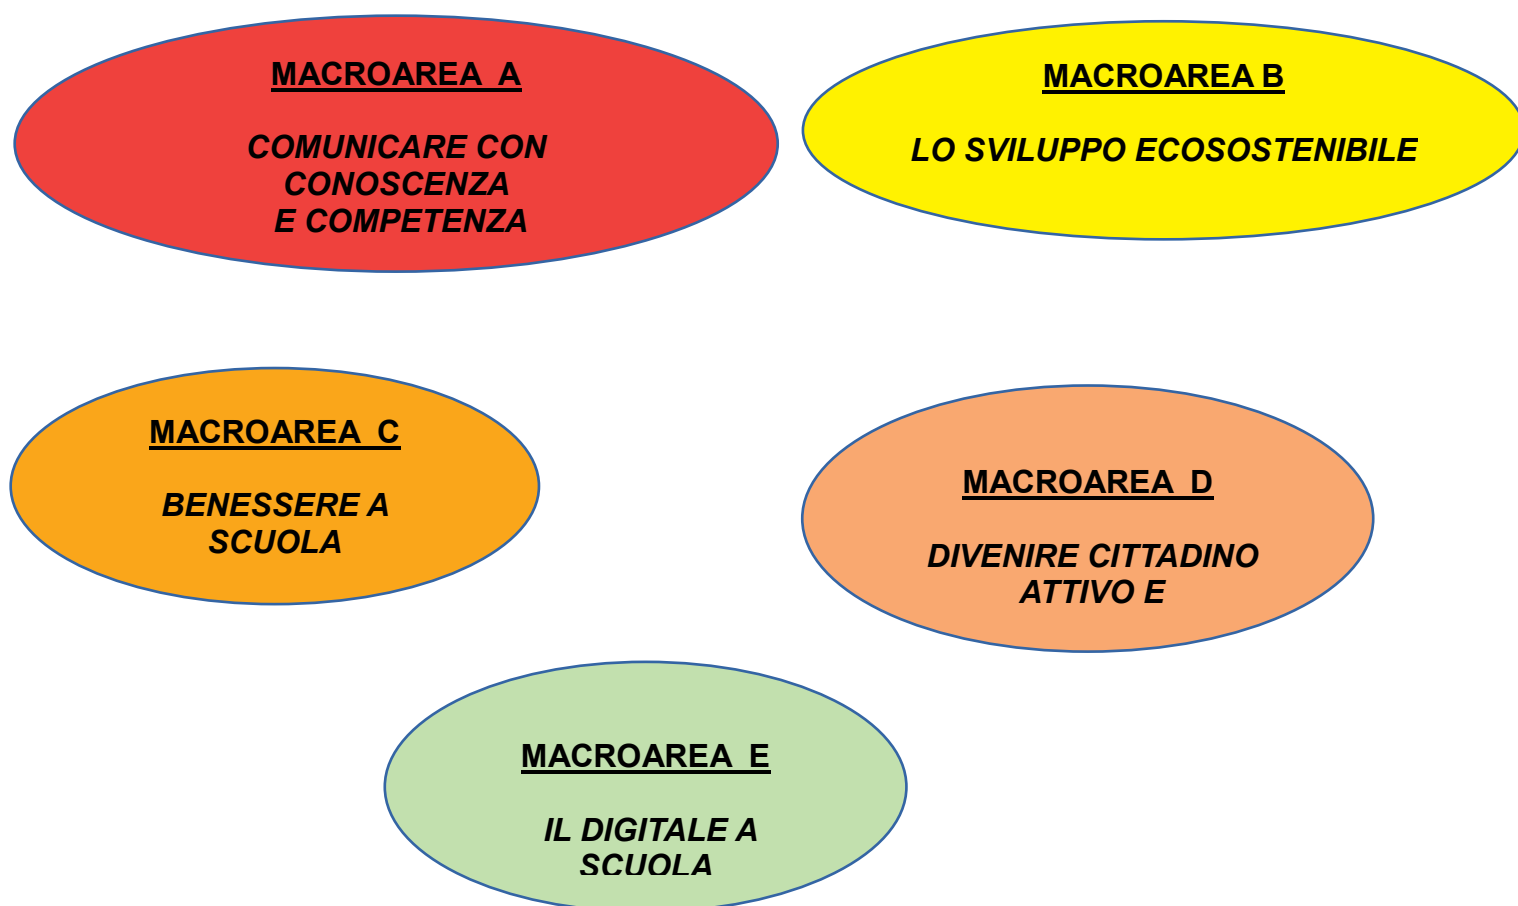 MACROAREA A
COMUNICARE CON
CONOSCENZA
E COMPETENZA
MACROAREA B
LO SVILUPPO ECOSOSTENIBILE
MACROAREA C
BENESSERE A
SCUOLA
MACROAREA D
DIVENIRE CITTADINO
ATTIVO E
MACROAREA E
IL DIGITALE A
SCUOLA